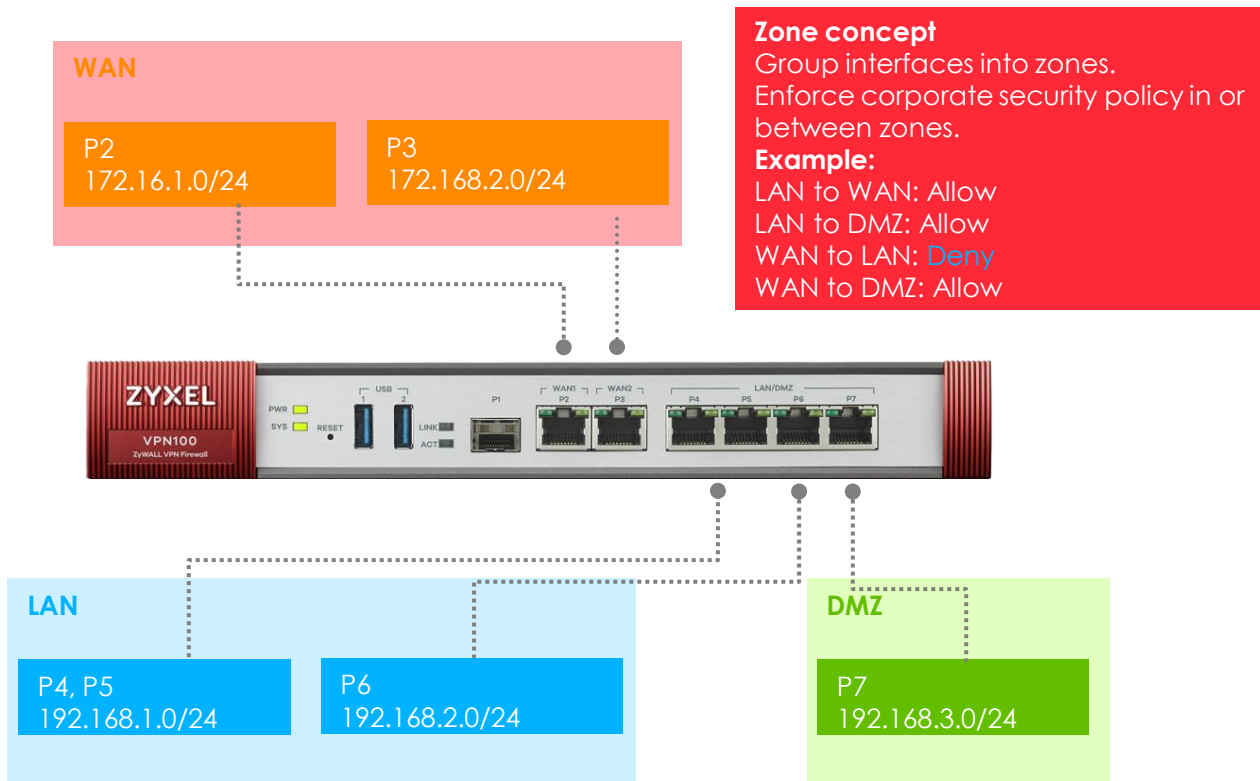 WAN
P2
172.16.1.0/24
P3
172.168.2.0/24
Zone concept
Group interfaces into zones.
Enforce corporate security policy in or
between zones.
Example:
LAN to WAN: Allow
LAN to DMZ: Allow
WAN to LAN: Deny
WAN to DMZ: Allow
ZYXEL
VPN100
ZyWALL VPN Firewall
PWR
SYS
RESET
USB
1
2
LINK
ACT
P1
WAN1
P2
WAN2
P3
LAN/DMZ
P4
P5
P6
P7
LAN
P4, P5
192.168.1.0/24
P6
192.168.2.0/24
DMZ
P7
192.168.3.0/24